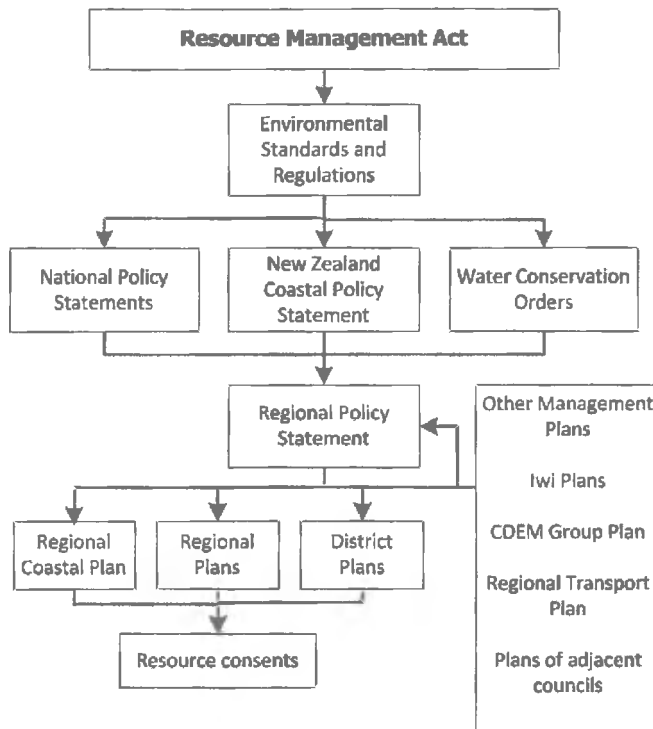 Resource Management Act
Environmental
Standards and
Regulations
National Policy
Statements
New Zealand
Coastal Policy
Statement
Water Conservation
Orders
Regional Policy
Statement
Other Management
Plans
Iwi Plans
CDEM Group Plan
Regional Transport
Plan
Plans of adjacent
councils
Regional
Coastal Plan
Regional
Plans
District
Plans
Resource consents